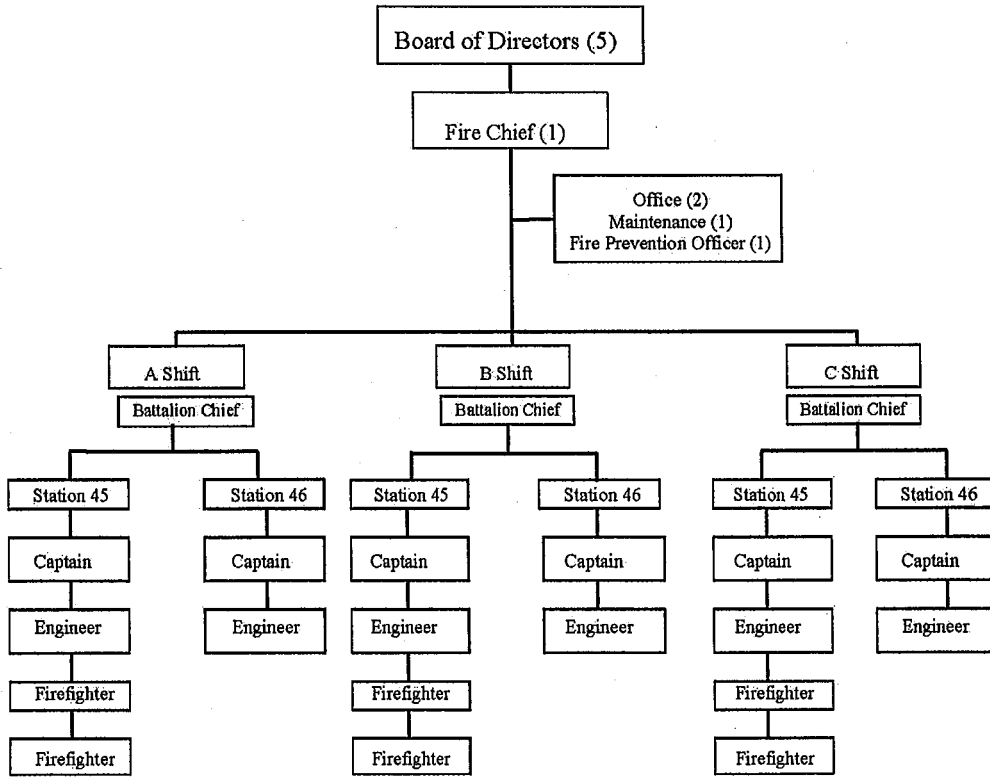 Board of Directors (5)
Fire Chief (1)
Office (2)
Maintenance (1)
Fire Prevention Officer (1)
A Shift
B Shift
C Shift
Battalion Chief
Battalion Chief
Battalion Chief
Station 45
Station 46
Station 45
Station 46
Station 45
Station 46
Captain
Captain
Captain
Captain
Captain
Captain
Engineer
Engineer
Engineer
Engineer
Engineer
Engineer
Firefighter
Firefighter
Firefighter
Firefighter
Firefighter
Firefighter